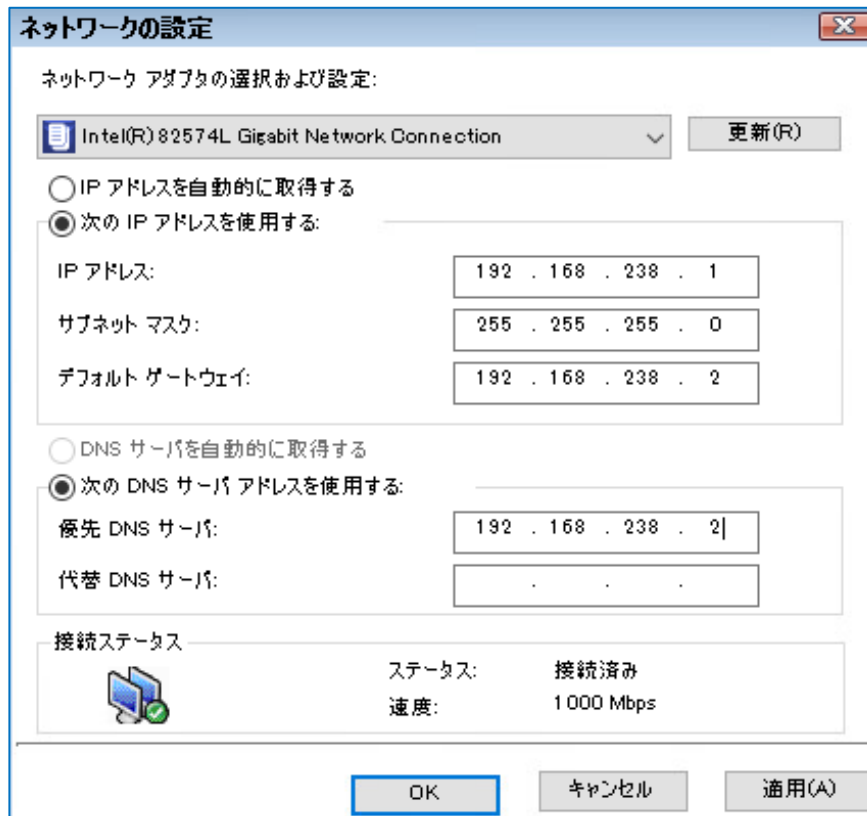 ネットワークの設定
ネットワーク アダプタの選択および設定:
Intel(R) 82574L Gigabit Network Connection 更新(R)
IP アドレスを自動的に取得する
次の IP アドレスを使用する:
IP アドレス: 192 . 168 . 238 . 1
サブネット マスク: 255 . 255 . 255 . 0
デフォルト ゲートウェイ: 192 . 168 . 238 . 2
DNS サーバを自動的に取得する
次の DNS サーバ アドレスを使用する:
優先 DNS サーバ: 192 . 168 . 238 . 2
代替 DNS サーバ: . . .
接続ステータス
ステータス: 接続済み
速度: 1000 Mbps
OK キャンセル 適用(A)